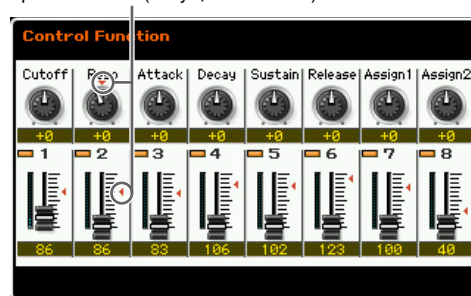 Control Function
Cutoff Reso Attack Decay Sustain Release Assign1 Assign2
+0 +0 +0 +0 +0 +0 +0 +0
1 2 3 4 5 6 7 8
86 86 83 106 102 123 100 40